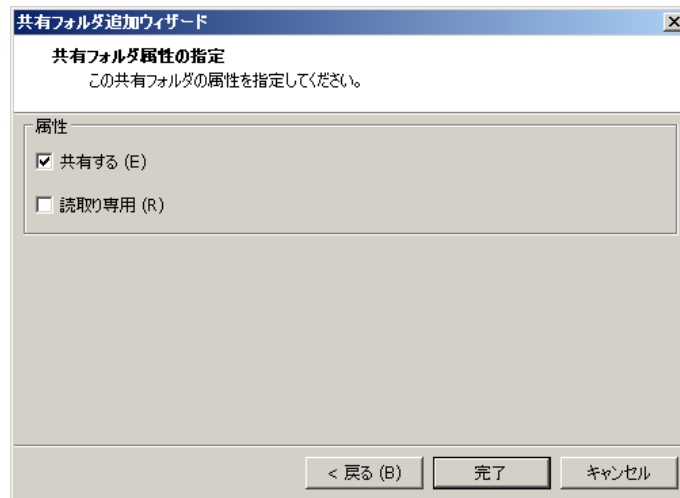 共有フォルダ追加ウィザード
共有フォルダ属性の指定
この共有フォルダの属性を指定してください。
属性
共有する (E)
読取り専用 (R)
< 戻る (B)
完了
キャンセル